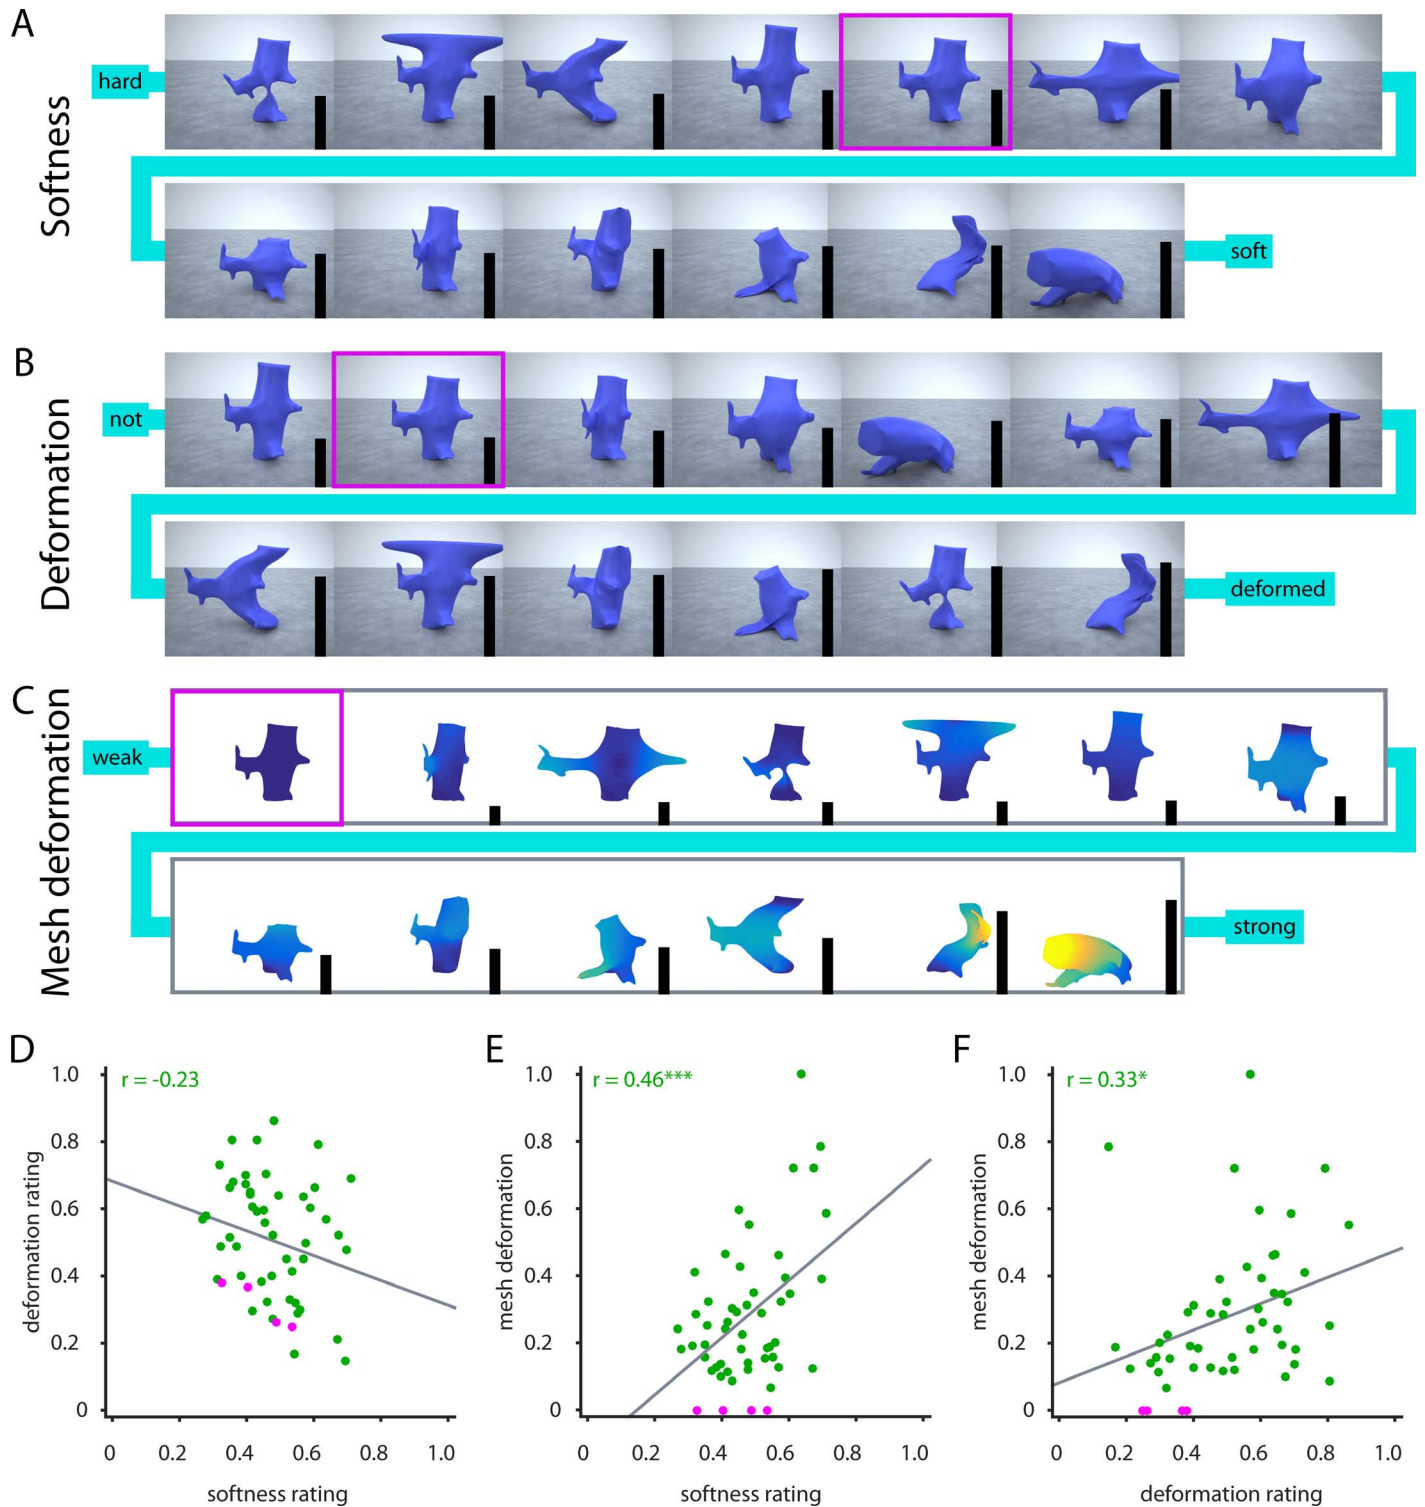 A
Softness
hard
soft
B
Deformation
not
deformed
C
Mesh deformation
weak
strong
D
r = -0.23
deformation rating
1.0
0.8
0.6
0.4
0.2
0
0 0.2 0.4 0.6 0.8 1.0
softness rating
E
r = 0.46***
mesh deformation
1.0
0.8
0.6
0.4
0.2
0
0 0.2 0.4 0.6 0.8 1.0
softness rating
F
r = 0.33*
mesh deformation
1.0
0.8
0.6
0.4
0.2
0
0 0.2 0.4 0.6 0.8 1.0
deformation rating